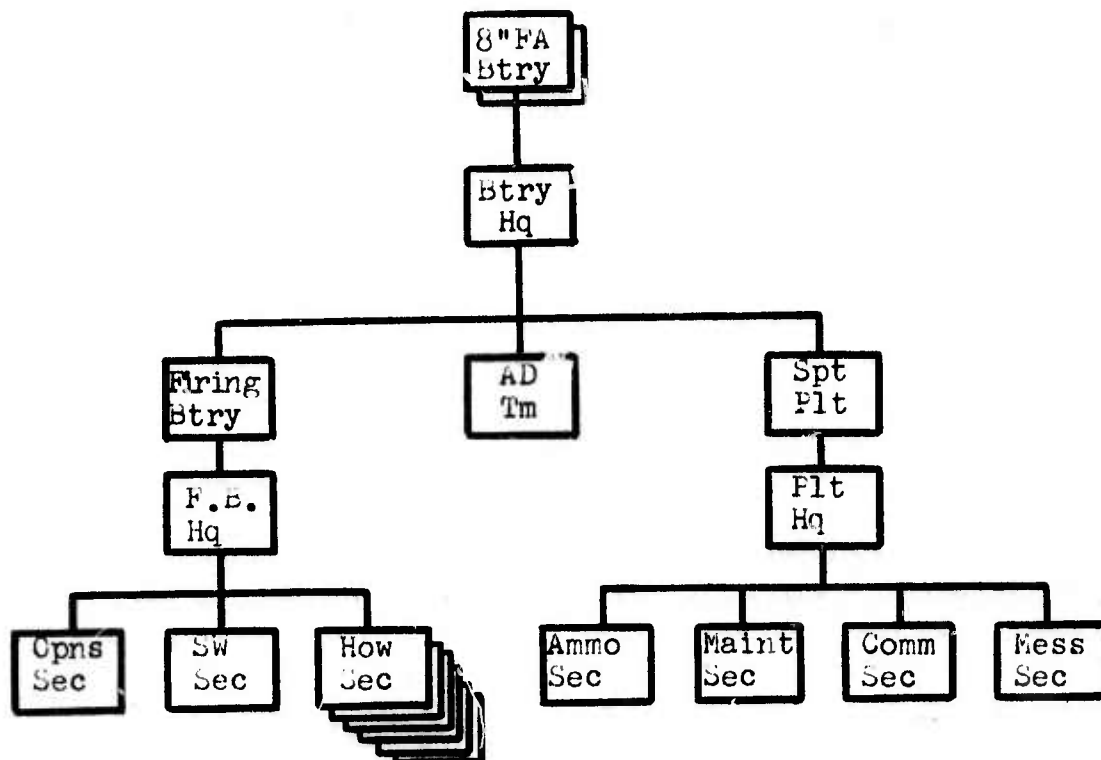 8"FA
Btry
Btry
Hq
Firing
Btry
AD
Tm
Spt
Plt
F.B.
Hq
Plt
Hq
Opns
Sec
Sw
Sec
How
Sec
Ammo
Sec
Maint
Sec
Comm
Sec
Mess
Sec